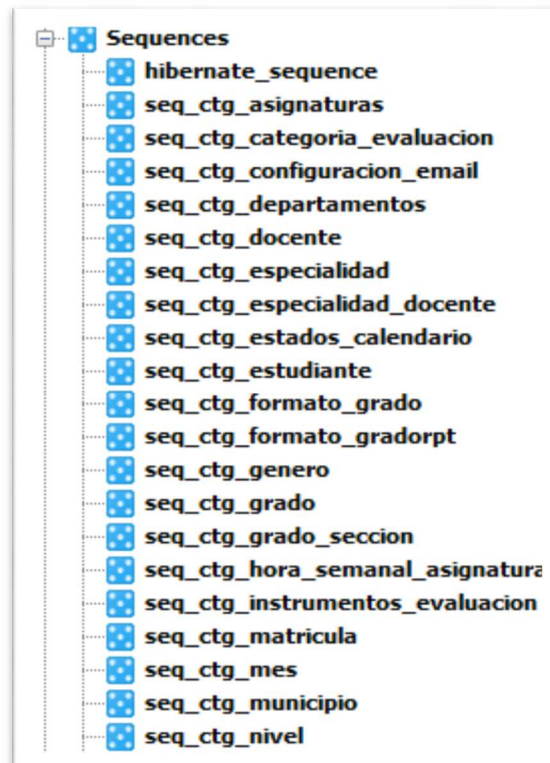 Sequences
hibernate_sequence
seq_ctg_asignaturas
seq_ctg_categoria_evaluacion
seq_ctg_configuracion_email
seq_ctg_departamentos
seq_ctg_docente
seq_ctg_especialidad
seq_ctg_especialidad_docente
seq_ctg_estados_calendario
seq_ctg_estudiante
seq_ctg_formato_grado
seq_ctg_formato_gradorpt
seq_ctg_genero
seq_ctg_grado
seq_ctg_grado_seccion
seq_ctg_hora_semanal_asignatura
seq_ctg_instrumentos_evaluacion
seq_ctg_matricula
seq_ctg_mes
seq_ctg_municipio
seq_ctg_nivel